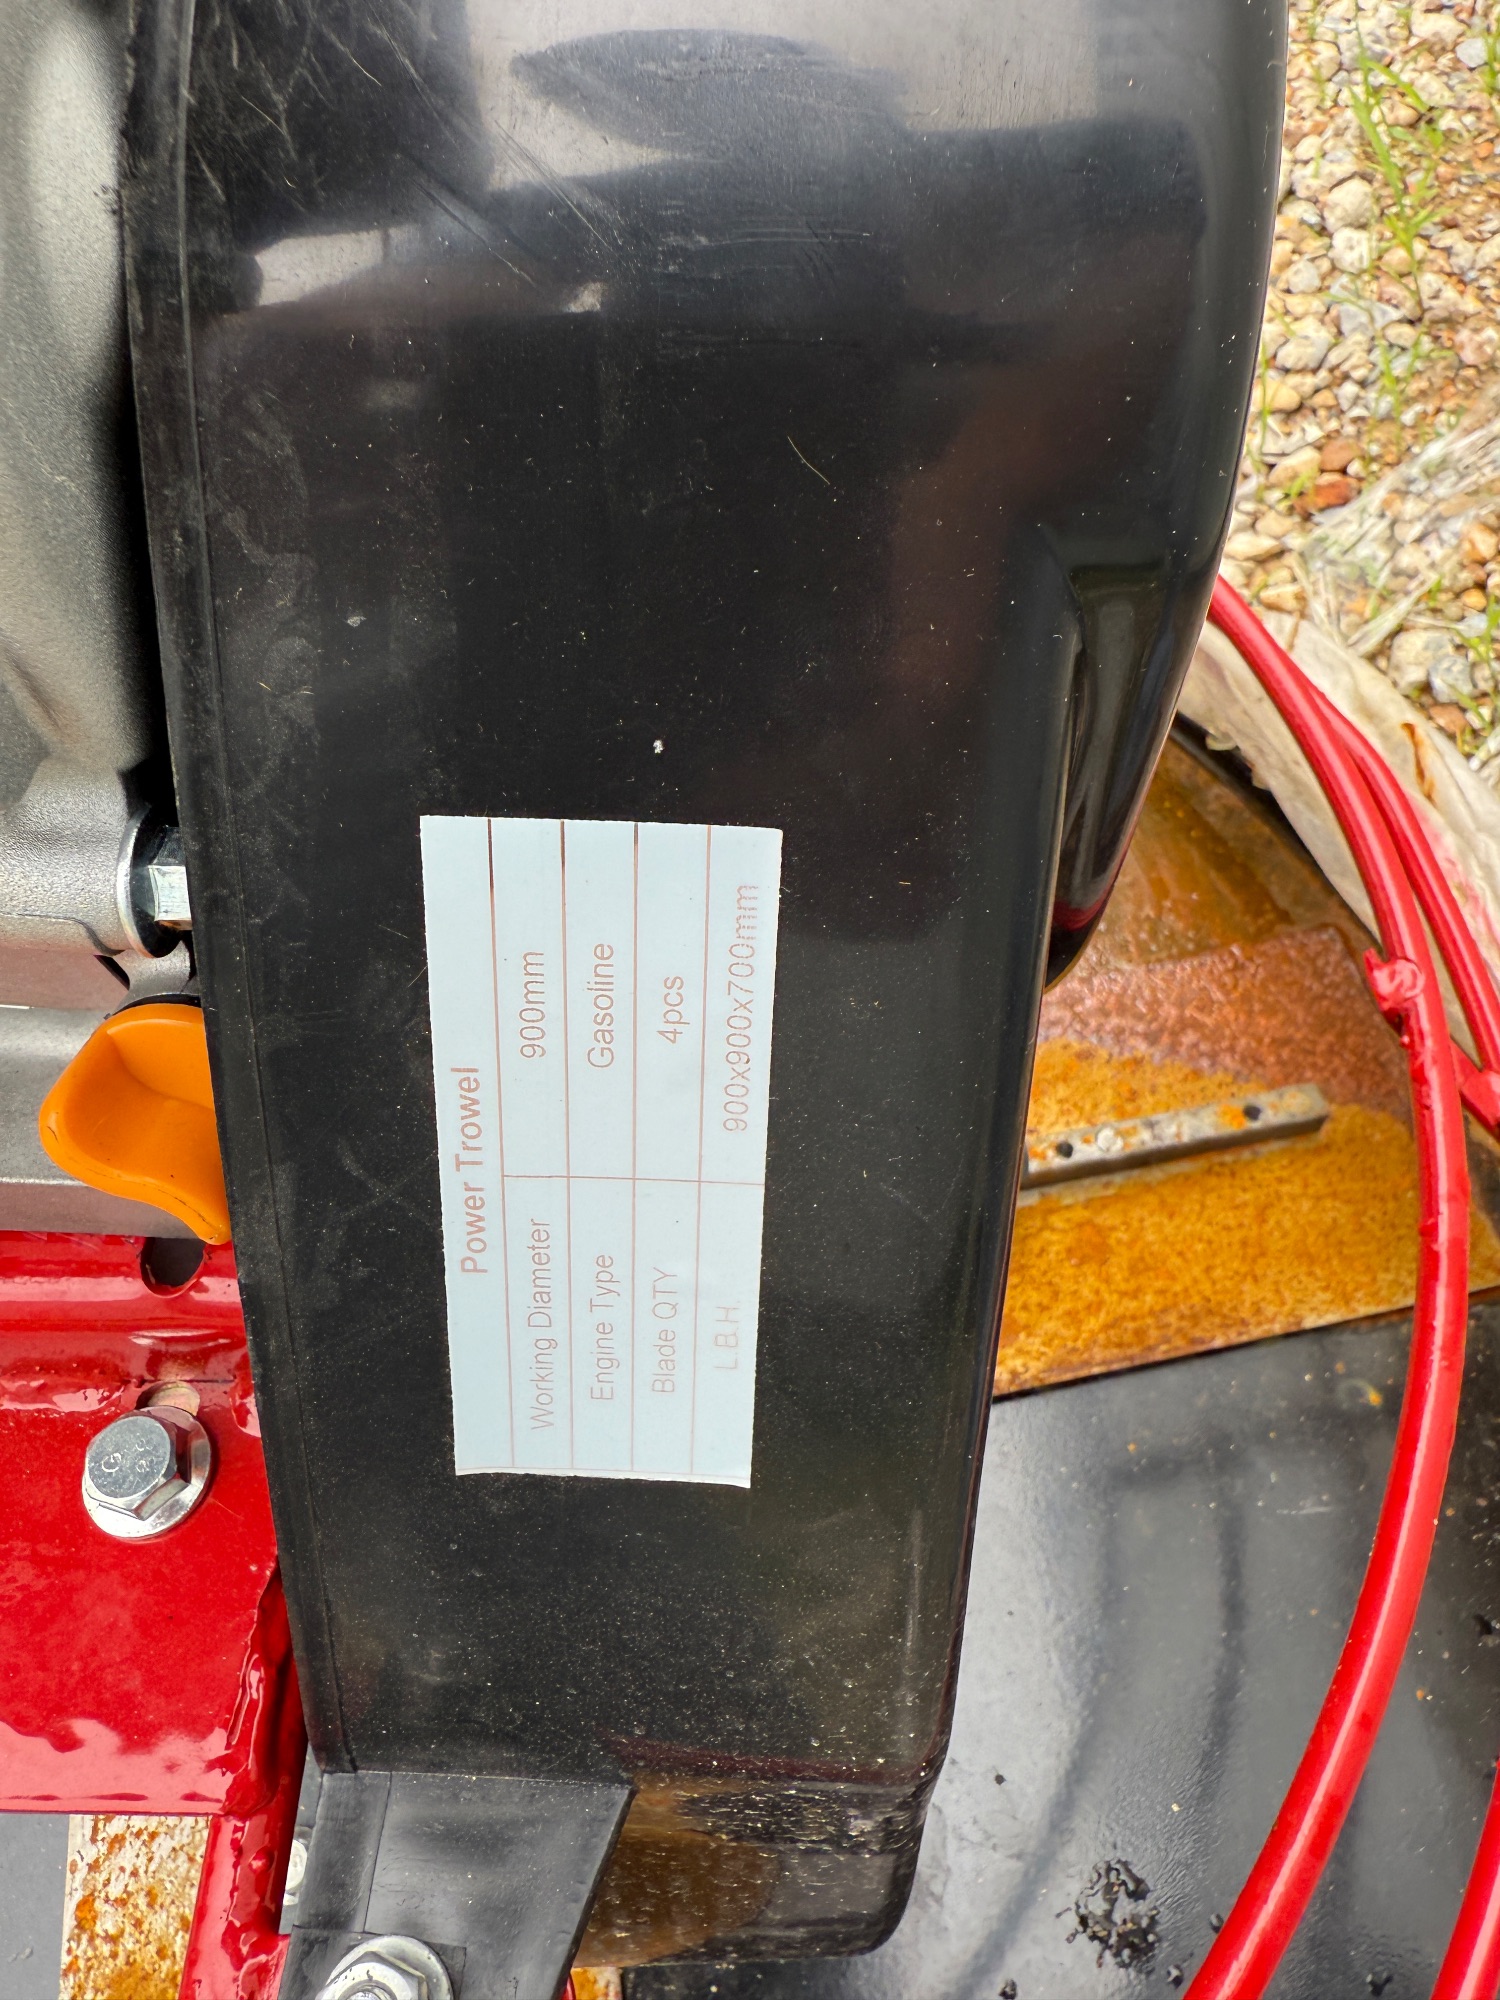 Power Trowel
Working Diameter 900mm
Engine Type Gasoline
Blade QTY 4pcs
L.B.H. 900x900x700mm